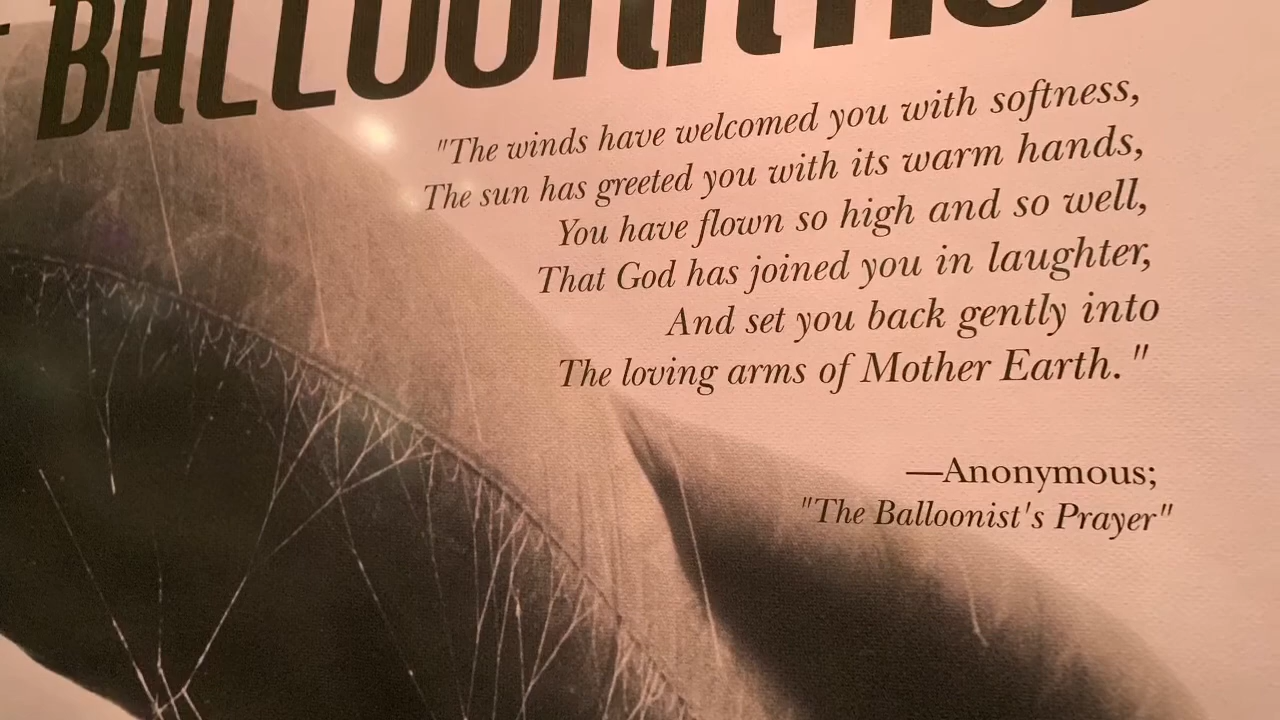 "The winds have welcomed you with softness,
The sun has greeted you with its warm hands,
You have flown so high and so well,
That God has joined you in laughter,
And set you back gently into
The loving arms of Mother Earth."
—Anonymous;
"The Balloonist's Prayer"